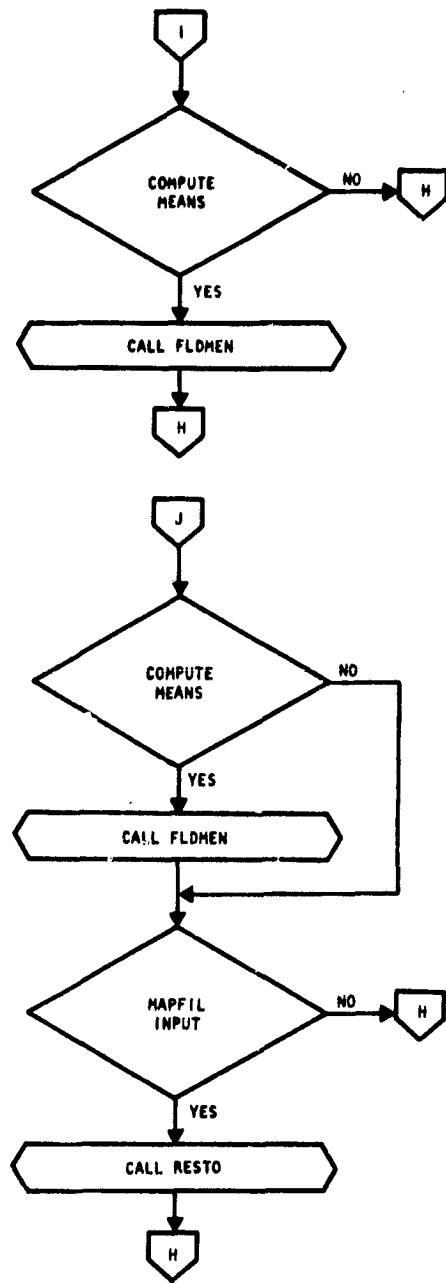 I
COMPUTE
MEANS
NO
H
YES
CALL FLDMEN
H
J
COMPUTE
MEANS
NO
YES
CALL FLDMEN
MAPFIL
INPUT
NO
H
YES
CALL RESTO
H